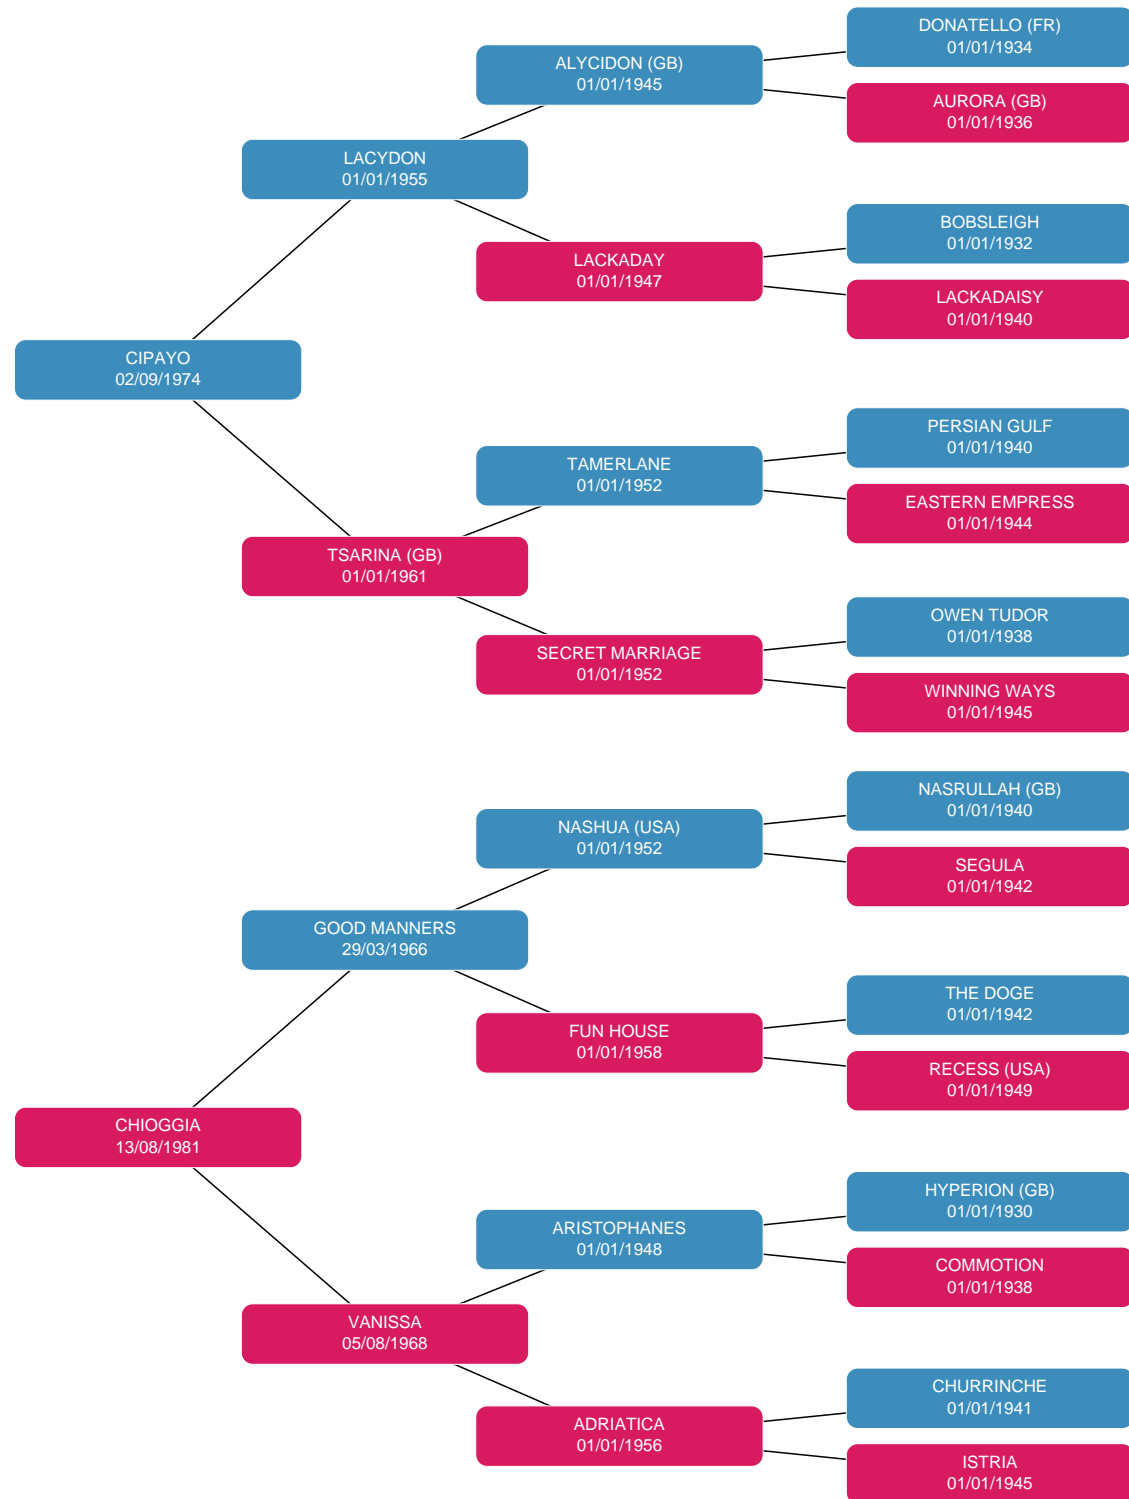 DONATELLO (FR)
01/01/1934
ALYCIDON (GB)
01/01/1945
AURORA (GB)
01/01/1936
LACYDON
01/01/1955
BOBSLEIGH
01/01/1932
LACKADAY
01/01/1947
LACKADAISY
01/01/1940
CIPAYO
02/09/1974
PERSIAN GULF
01/01/1940
TAMERLANE
01/01/1952
EASTERN EMPRESS
01/01/1944
TSARINA (GB)
01/01/1961
OWEN TUDOR
01/01/1938
SECRET MARRIAGE
01/01/1952
WINNING WAYS
01/01/1945
NASRULLAH (GB)
01/01/1940
NASHUA (USA)
01/01/1952
SEGULA
01/01/1942
GOOD MANNERS
29/03/1966
THE DOGE
01/01/1942
FUN HOUSE
01/01/1958
RECESS (USA)
01/01/1949
CHIOGGIA
13/08/1981
HYPERION (GB)
01/01/1930
ARISTOPHANES
01/01/1948
COMMOTION
01/01/1938
VANISSA
05/08/1968
CHURRINCHE
01/01/1941
ADRIATICA
01/01/1956
ISTRIA
01/01/1945